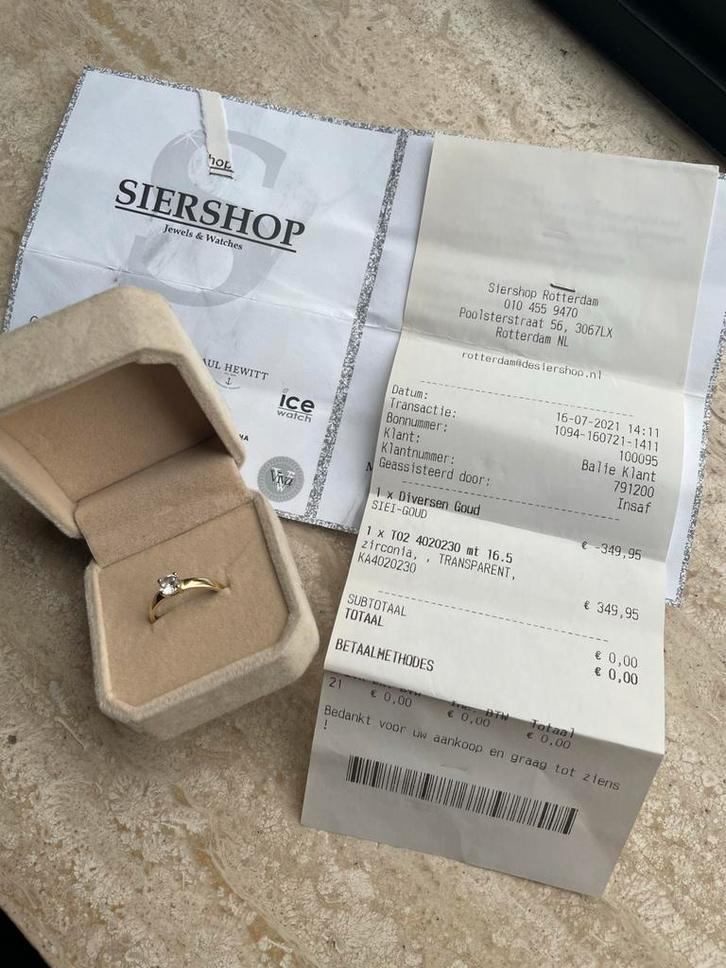 hop
SIERSHOP
Jewels & Watches
AUL HEWITT
ice
watch
NA
Siershop Rotterdam
010 455 9470
Poolsterstraat 56, 3067LX
Rotterdam NL
rotterdam@desiershop.nl
Datum: 16-07-2021 14:11
Transactie: 1094-160721-1411
Bonnummer: 100095
Klant: Balie Klant
Klantnummer: 791200
Geassisteerd door: Insaf
1 x Diversen Goud € -349,95
SIEI-GOUD
1 x T02 4020230 mt 16.5 € 349,95
zirconia, , TRANSPARENT,
KA4020230
SUBTOTAAL € 0,00
TOTAAL € 0,00
BETAALMETHODES
BTW Totaal
21 € 0,00 € 0,00 € 0,00
Bedankt voor uw aankoop en graag tot ziens
!